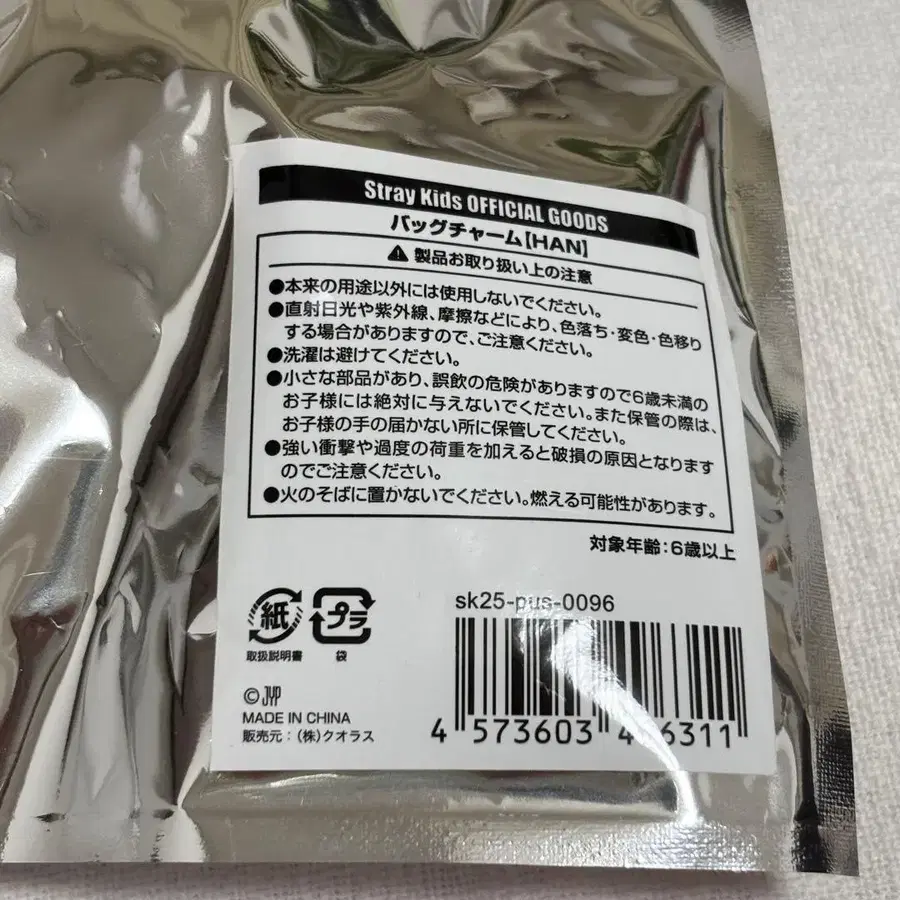 Stray Kids OFFICIAL GOODS
バッグチャーム【HAN】
製品お取り扱い上の注意
●本来の用途以外には使用しないでください。
●直射日光や紫外線、摩擦などにより、色落ち・変色・色移り
する場合がありますので、ご注意ください。
●洗濯は避けてください。
●小さな部品があり、誤飲の危険がありますので6歳未満の
お子様には絶対に与えないでください。また保管の際は、
お子様の手の届かない所に保管してください。
●強い衝撃や過度の荷重を加えると破損の原因となります
のでご注意ください。
●火のそばに置かないでください。燃える可能性があります。
対象年齢：6歳以上
sk25-pus-0096
紙 プラ
取扱説明書 袋
©JYP
MADE IN CHINA
販売元：（株）クオラス
4 573603